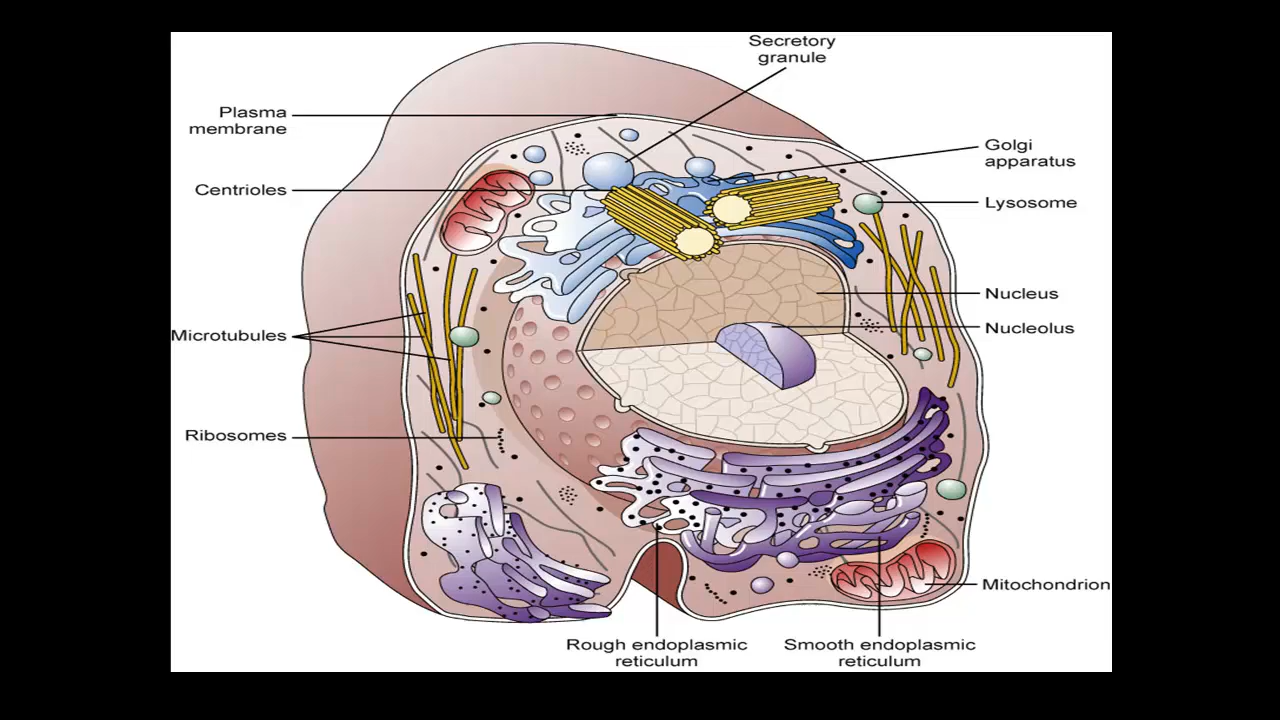 Secretory
granule
Plasma
membrane
Golgi
apparatus
Centrioles
Lysosome
Nucleus
Nucleolus
Microtubules
Ribosomes
Mitochondrion
Rough endoplasmic
reticulum
Smooth endoplasmic
reticulum